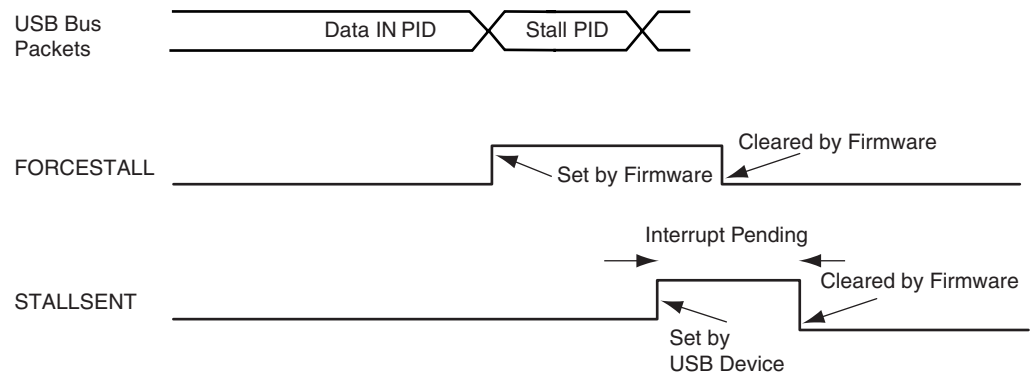 USB Bus
Packets
Data IN PID
Stall PID
FORCESTALL
Set by Firmware
Cleared by Firmware
Interrupt Pending
STALLSENT
Cleared by Firmware
Set by
USB Device